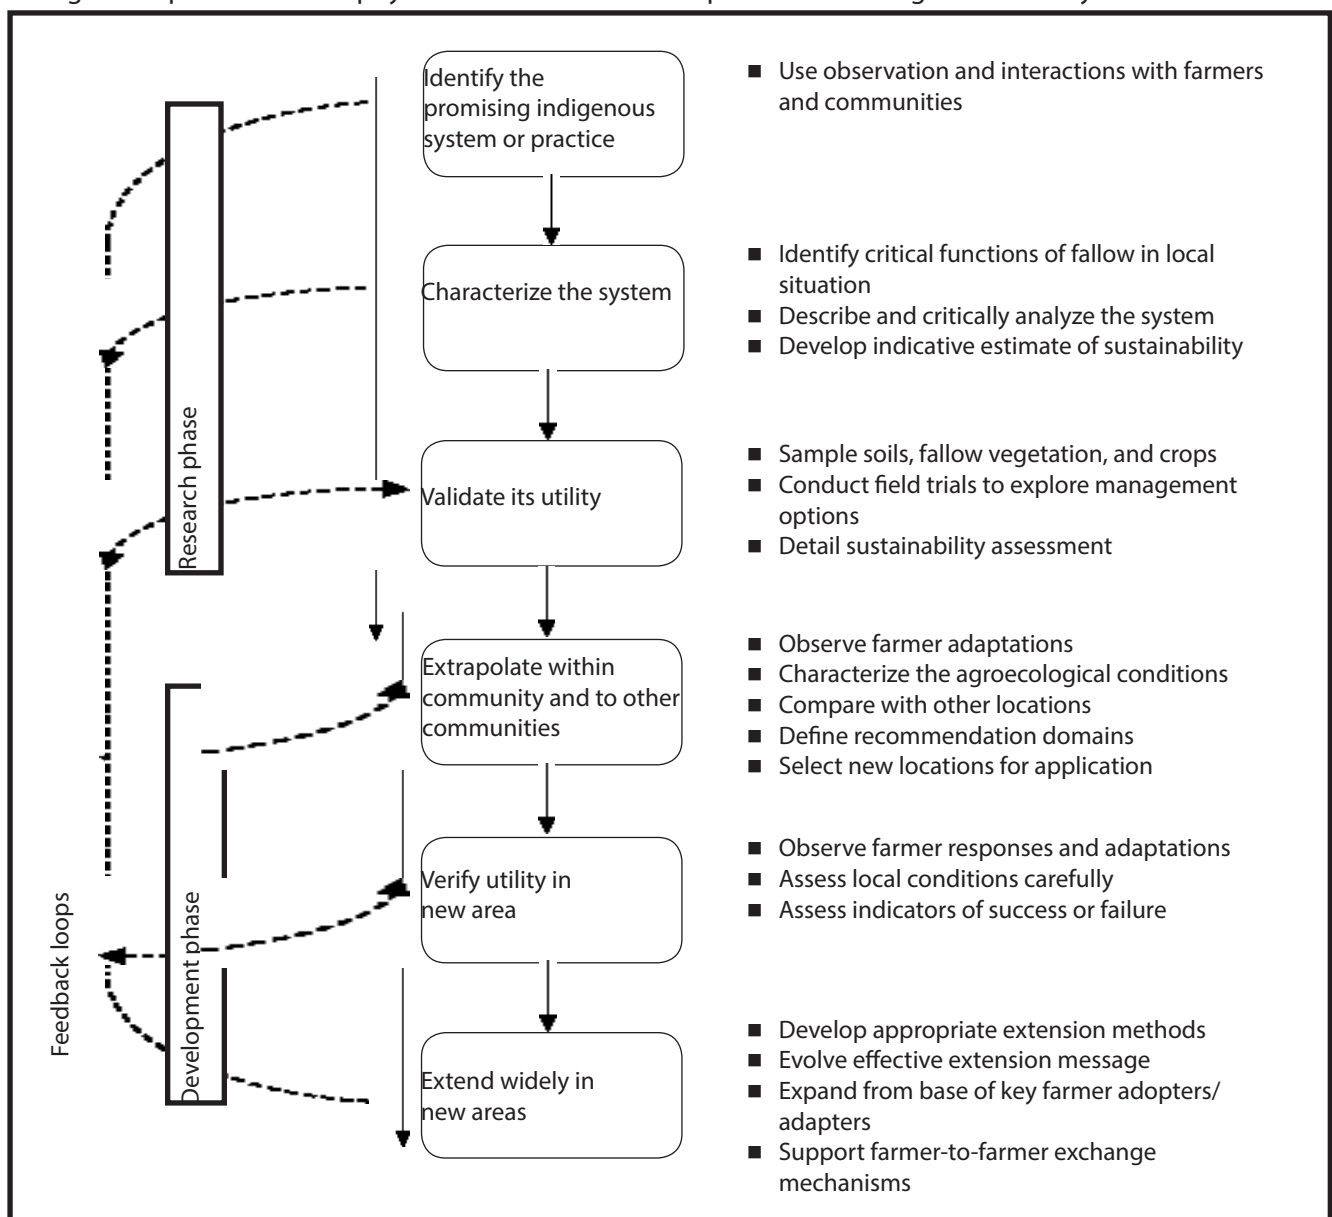 Identify the
promising indigenous
system or practice
■ Use observation and interactions with farmers
and communities
Characterize the system
■ Identify critical functions of fallow in local
situation
■ Describe and critically analyze the system
■ Develop indicative estimate of sustainability
Research phase
Validate its utility
■ Sample soils, fallow vegetation, and crops
■ Conduct field trials to explore management
options
■ Detail sustainability assessment
Extrapolate within
community and to other
communities
■ Observe farmer adaptations
■ Characterize the agroecological conditions
■ Compare with other locations
■ Define recommendation domains
■ Select new locations for application
Verify utility in
new area
■ Observe farmer responses and adaptations
■ Assess local conditions carefully
■ Assess indicators of success or failure
Feedback loops
Development phase
Extend widely in
new areas
■ Develop appropriate extension methods
■ Evolve effective extension message
■ Expand from base of key farmer adopters/
adapters
■ Support farmer-to-farmer exchange
mechanisms